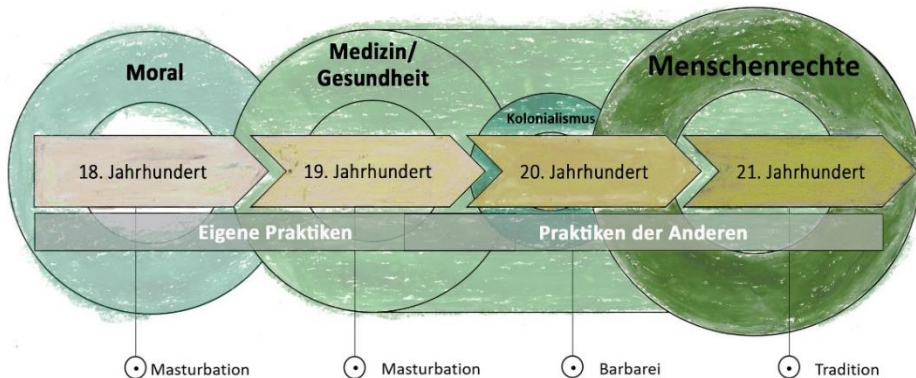 Moral
Medizin/
Gesundheit
Kolonialismus
Menschenrechte
18. Jahrhundert
19. Jahrhundert
20. Jahrhundert
21. Jahrhundert
Eigene Praktiken
Praktiken der Anderen
Masturbation
Masturbation
Barbarei
Tradition